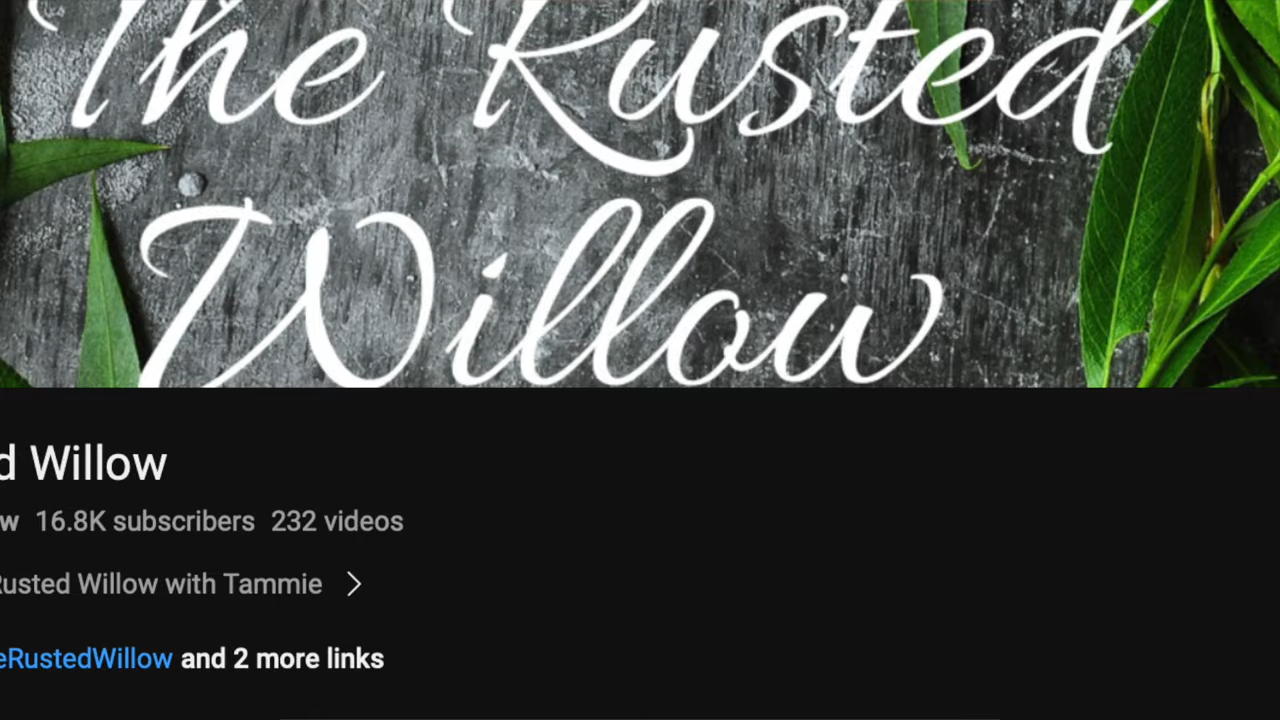 The Rusted
Willow
d Willow
w 16.8K subscribers 232 videos
Rusted Willow with Tammie
eRustedWillow and 2 more links